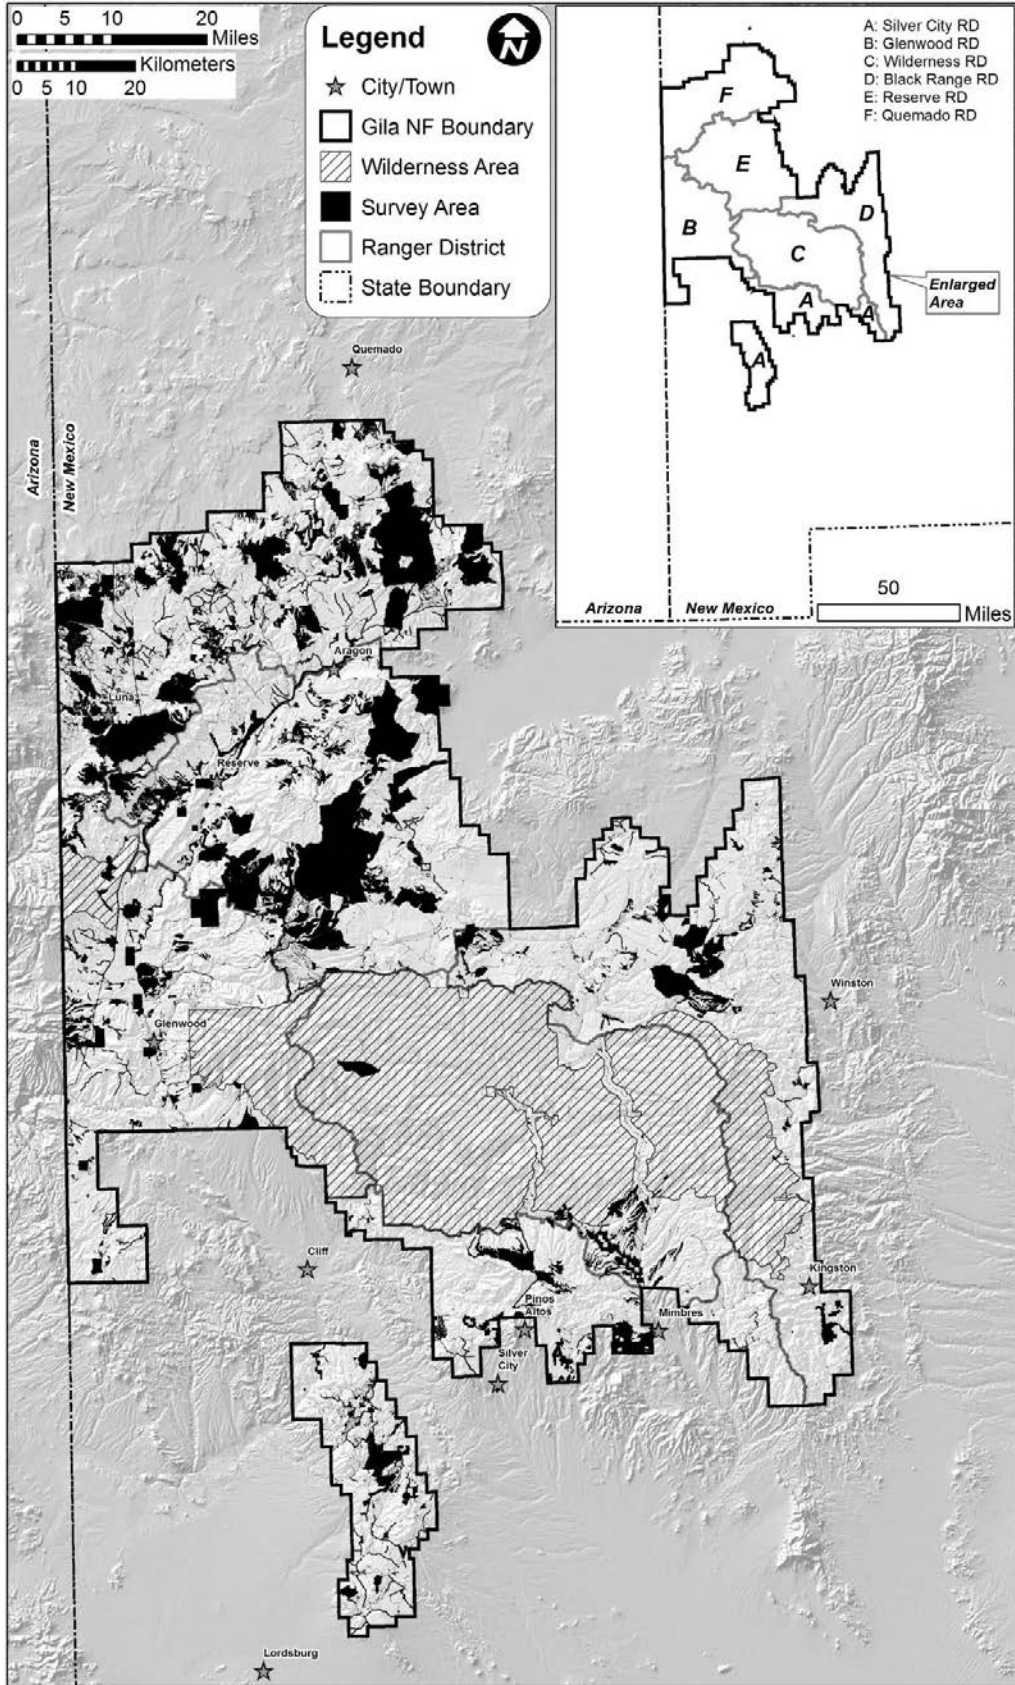 0 5 10 20
Miles
Kilometers
0 5 10 20
Legend
N
City/Town
Gila NF Boundary
Wilderness Area
Survey Area
Ranger District
State Boundary
A: Silver City RD
B: Glenwood RD
C: Wilderness RD
D: Black Range RD
E: Reserve RD
F: Quemado RD
F
E
D
B
C
A
A
A
Enlarged
Area
50
Miles
Arizona
New Mexico
Quemado
Arizona
New Mexico
Aragon
Luna
Reserve
Winston
Glenwood
Cliff
Kingston
Pinos
Altos
Mimbres
Silver
City
Lordsburg